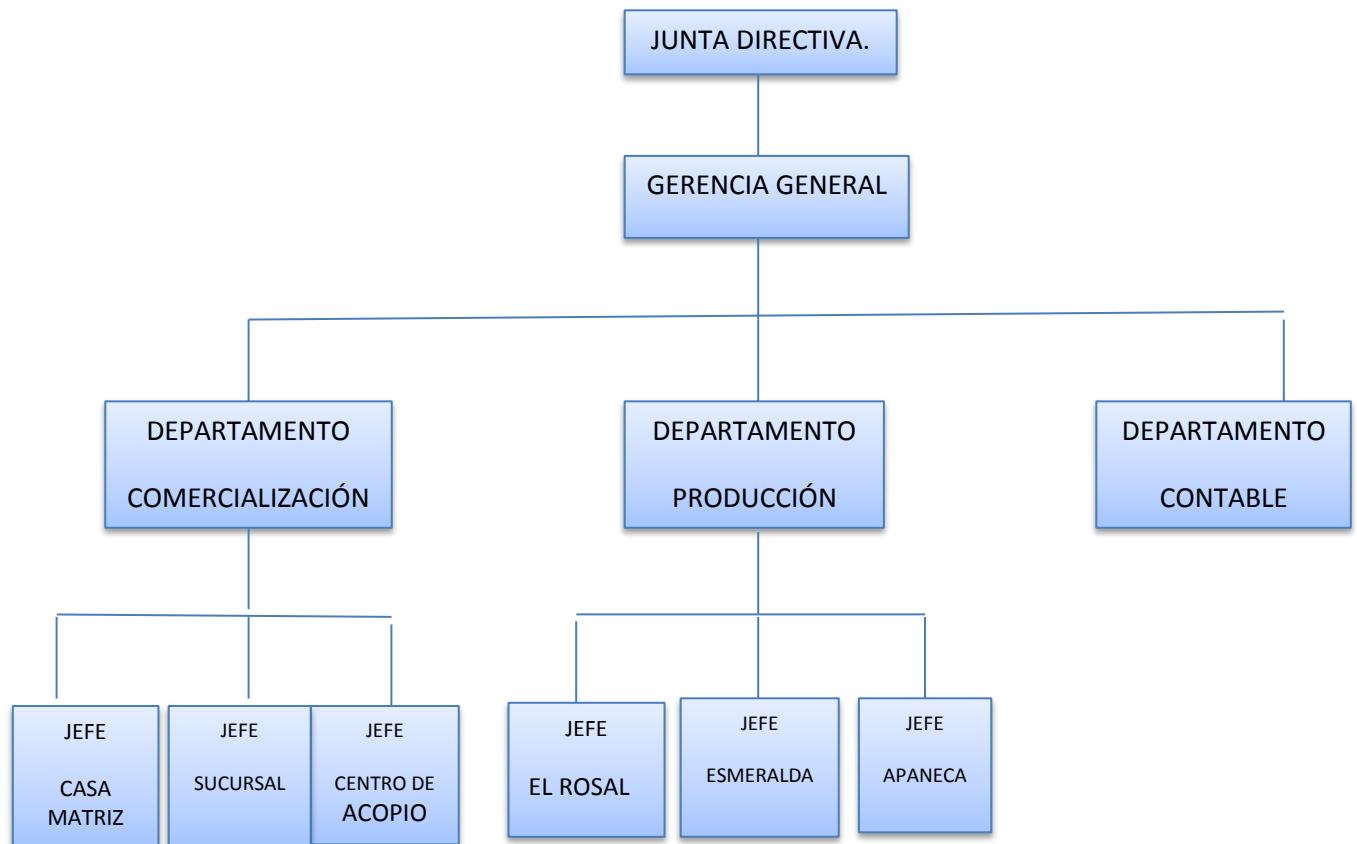 JUNTA DIRECTIVA.
GERENCIA GENERAL
DEPARTAMENTO
COMERCIALIZACIÓN
DEPARTAMENTO
PRODUCCIÓN
DEPARTAMENTO
CONTABLE
JEFE
CASA
MATRIZ
JEFE
SUCURSAL
JEFE
CENTRO DE
ACOPIO
JEFE
EL ROSAL
JEFE
ESMERALDA
JEFE
APANECA